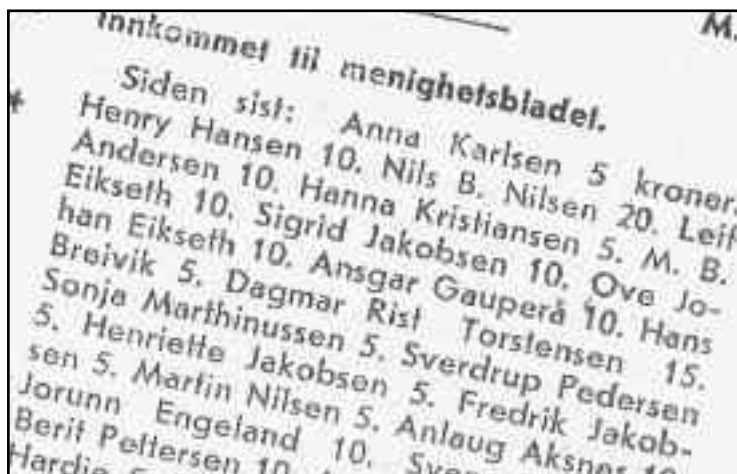 M.
Innkommet til menighetsbladet.
Siden sist: Anna Karlsen 5 kroner.
Henry Hansen 10. Nils B. Nilsen 20. Leif
Andersen 10. Hanna Kristiansen 5. M. B.
Eikseth 10. Sigrid Jakobsen 10. Ove Jo-
han Eikseth 10. Ansgar Gauperå 10. Hans
Breivik 5. Dagmar Rist Torstensen 15.
Sonja Marthinussen 5. Sverdrup Pedersen
5. Henriette Jakobsen 5. Fredrik Jakob-
sen 5. Martin Nilsen 5. Anlaug Aksnes
Jorunn Engeland 10.
Berit Pettersen 10.
Hardie